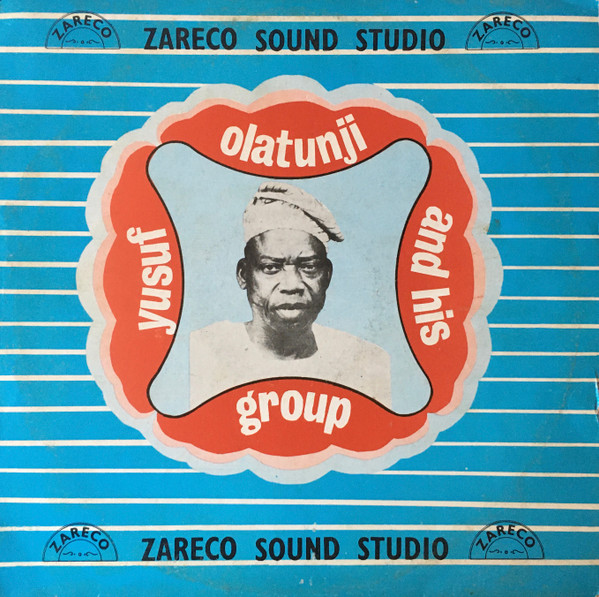 ZARECO ZARECO SOUND STUDIO ZARECO
yusuf
olatunji
and his
group
ZARECO ZARECO SOUND STUDIO ZARECO